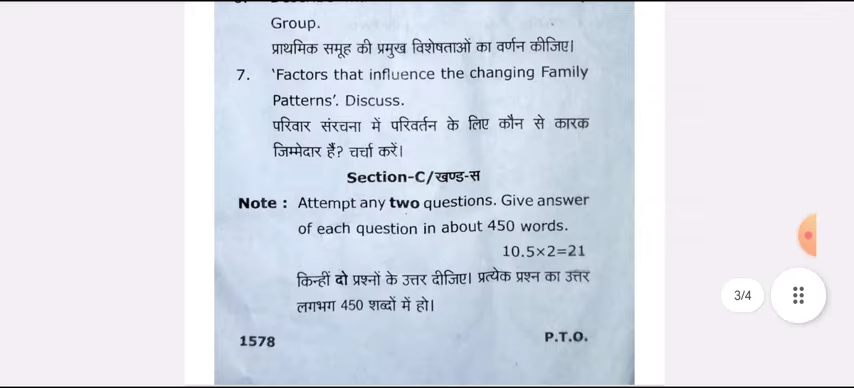 Group.
प्राथमिक समूह की प्रमुख विशेषताओं का वर्णन कीजिए।
7. 'Factors that influence the changing Family
Patterns'. Discuss.
परिवार संरचना में परिवर्तन के लिए कौन से कारक
जिम्मेदार हैं? चर्चा करें।
Section-C/खण्ड-स
Note : Attempt any two questions. Give answer
of each question in about 450 words.
10.5×2=21
किन्हीं दो प्रश्नों के उत्तर दीजिए। प्रत्येक प्रश्न का उत्तर
लगभग 450 शब्दों में हो।
3/4
1578 P.T.O.